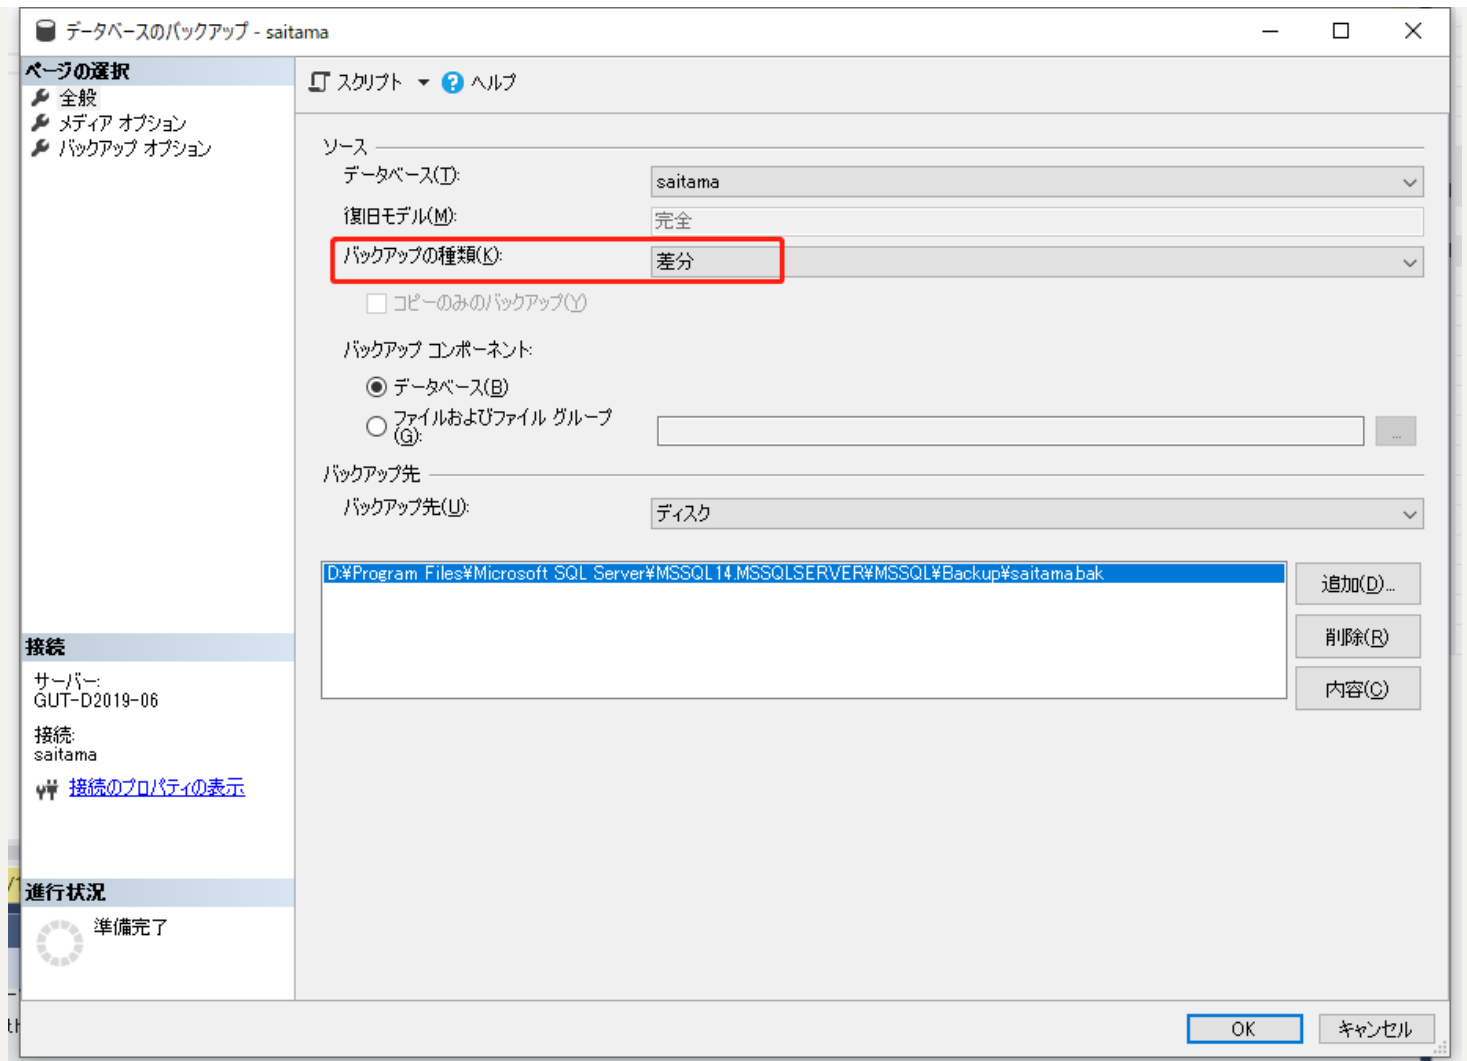 データベースのバックアップ - saitama
ページの選択
全般
メディア オプション
バックアップ オプション
スクリプト
ヘルプ
ソース
データベース(T):
saitama
復旧モデル(M):
完全
バックアップの種類(K):
差分
コピーのみのバックアップ(Y)
バックアップ コンポーネント:
データベース(B)
ファイルおよびファイル グループ
(G):
...
バックアップ先
バックアップ先(U):
ディスク
D:¥Program Files¥Microsoft SQL Server¥MSSQL14.MSSQLSERVER¥MSSQL¥Backup¥saitama.bak
追加(D)...
削除(R)
内容(C)
接続
サーバー:
GUT-D2019-06
接続:
saitama
接続のプロパティの表示
進行状況
準備完了
OK
キャンセル